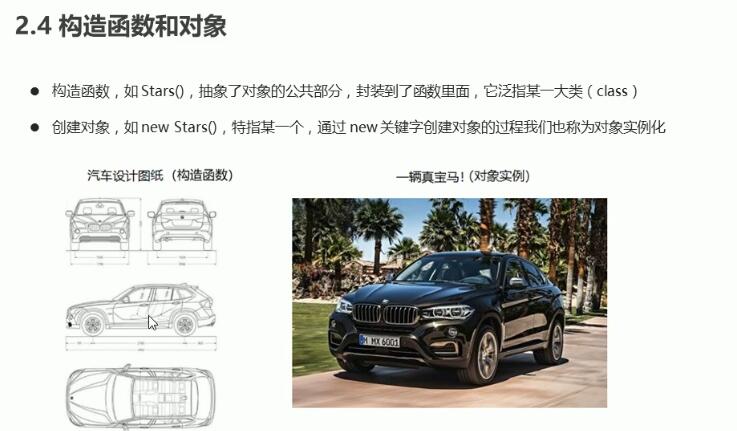 2.4 构造函数和对象
构造函数，如 Stars()，抽象了对象的公共部分，封装到了函数里面，它泛指某一大类（class）
创建对象，如 new Stars()，特指某一个，通过 new 关键字创建对象的过程我们也称为对象实例化
汽车设计图纸（构造函数）
一辆真宝马！（对象实例）
M MX 6001